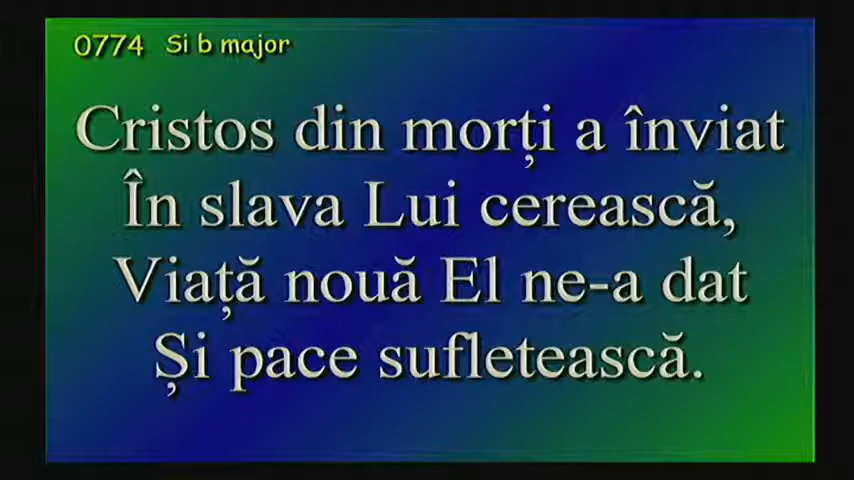 0774 Si b major
Cristos din morți a înviat
În slava Lui cerească,
Viață nouă El ne-a dat
Și pace sufletească.